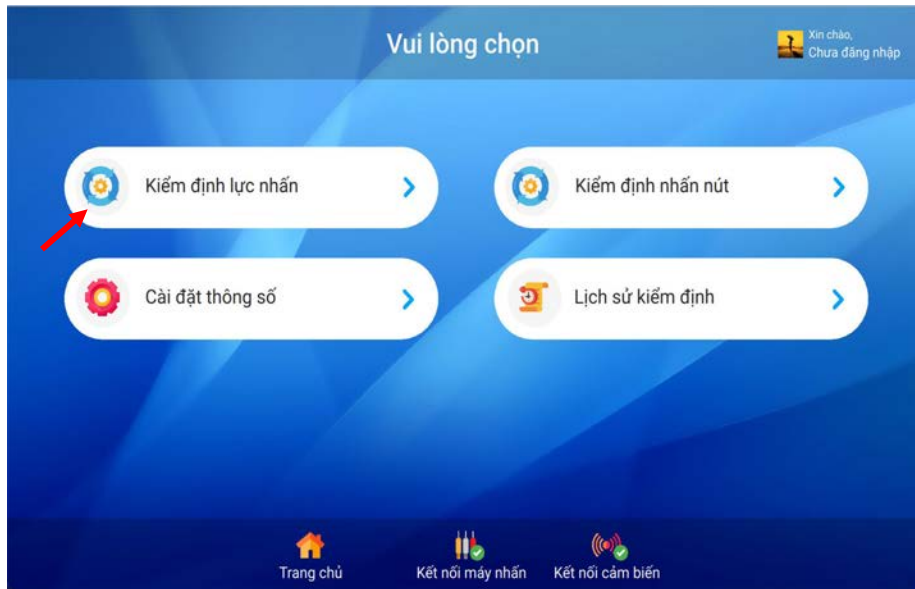 Vui lòng chọn
Xin chào,
Chưa đăng nhập
Kiểm định lực nhấn
Kiểm định nhấn nút
Cài đặt thông số
Lịch sử kiểm định
Trang chủ
Kết nối máy nhấn
Kết nối cảm biến